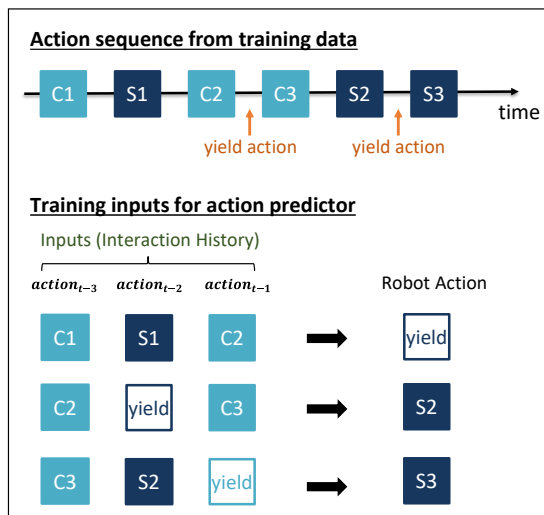 Action sequence from training data
C1 S1 C2 C3 S2 S3
time
yield action yield action
Training inputs for action predictor
Inputs (Interaction History)
action_{t−3} action_{t−2} action_{t−1} Robot Action
C1 S1 C2 yield
C2 yield C3 S2
C3 S2 yield S3